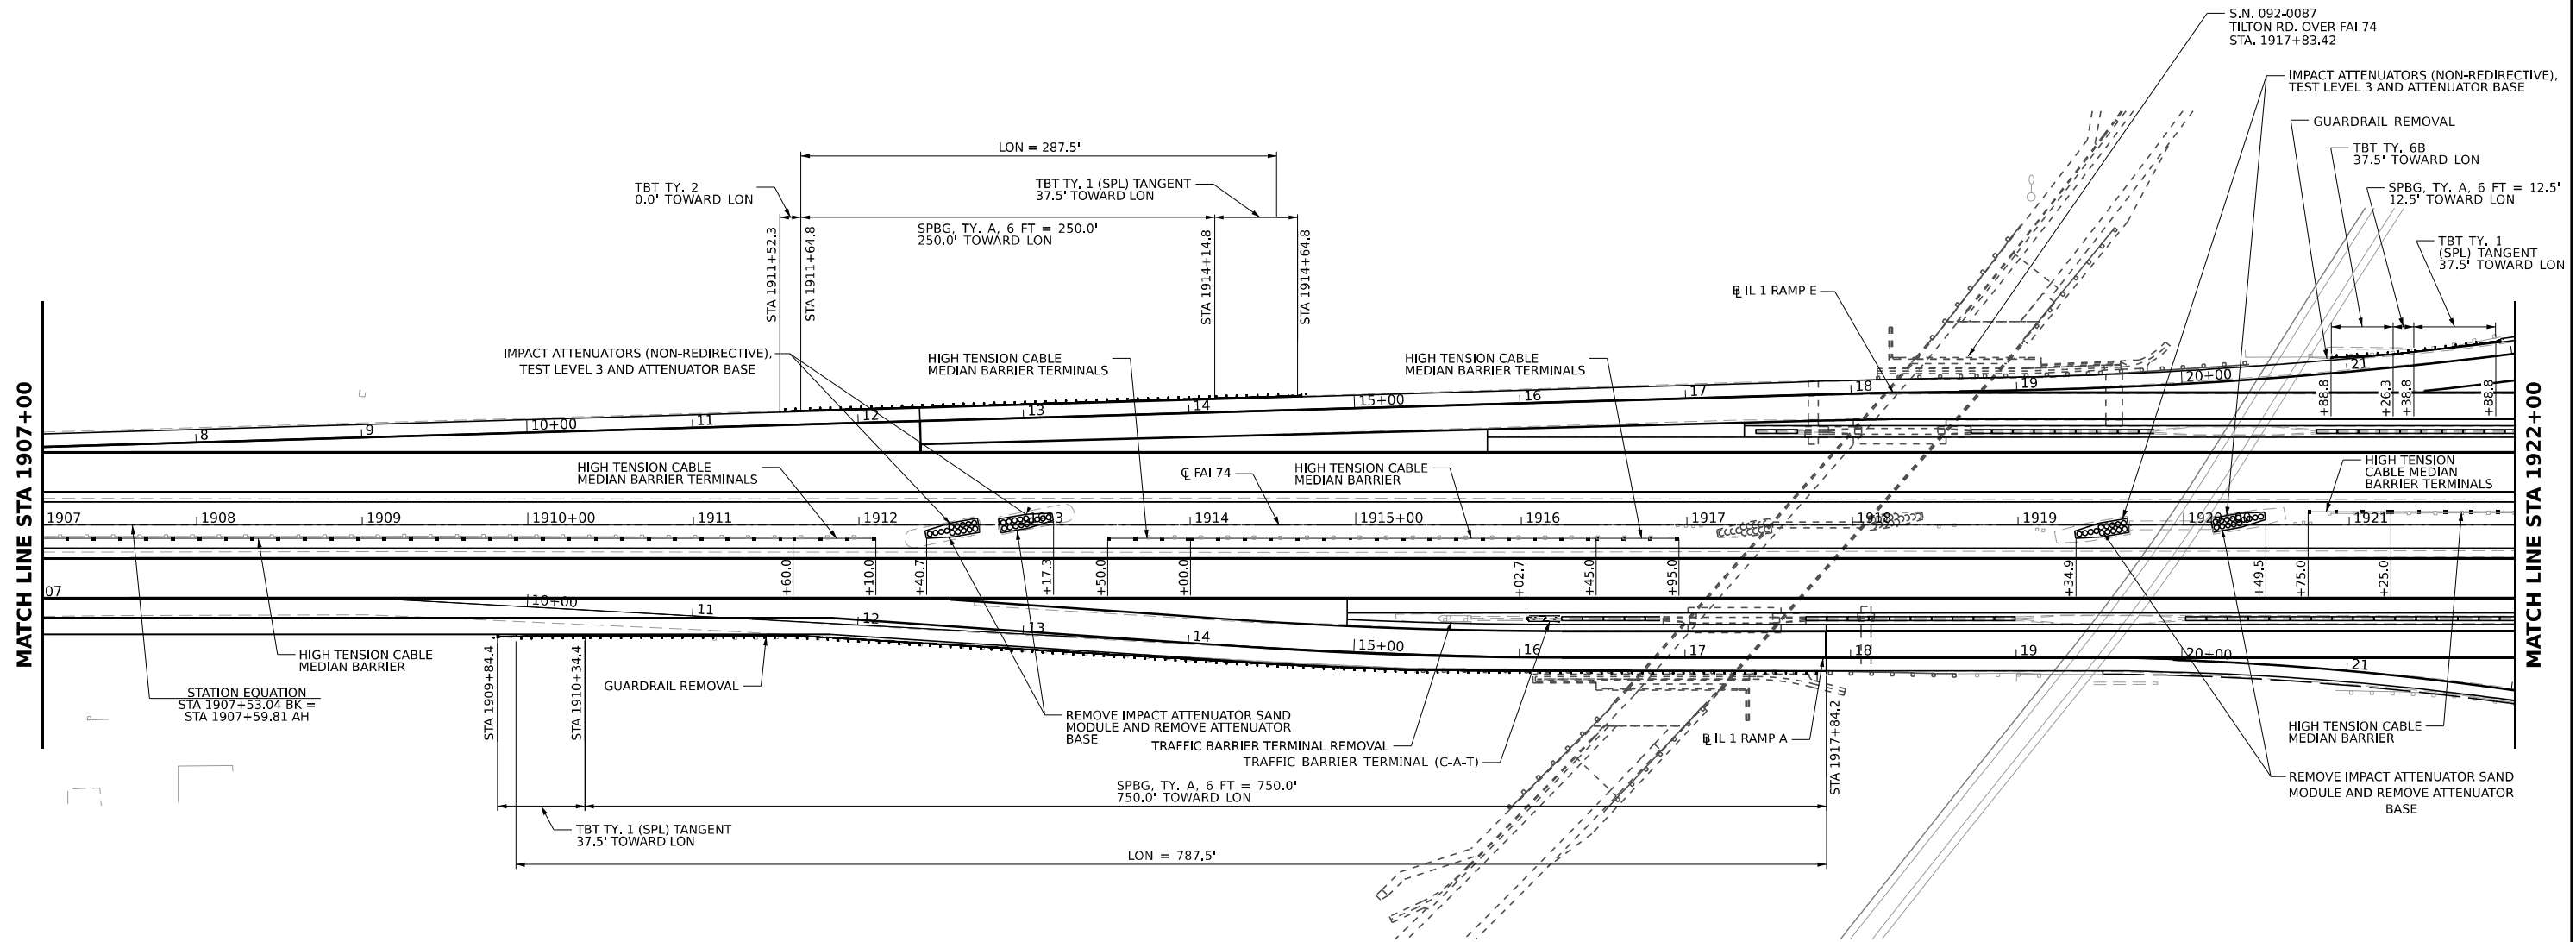 S.N. 092-0087
TILTON RD. OVER FAI 74
STA. 1917+83.42
IMPACT ATTENUATORS (NON-REDIRECTIVE),
TEST LEVEL 3 AND ATTENUATOR BASE
GUARDRAIL REMOVAL
TBT TY. 6B
37.5' TOWARD LON
SPBG, TY. A, 6 FT = 12.5'
12.5' TOWARD LON
TBT TY. 1
(SPL) TANGENT
37.5' TOWARD LON
LON = 287.5'
TBT TY. 2
0.0' TOWARD LON
TBT TY. 1 (SPL) TANGENT
37.5' TOWARD LON
SPBG, TY. A, 6 FT = 250.0'
250.0' TOWARD LON
STA 1911+52.3
STA 1911+64.8
STA 1914+14.8
STA 1914+64.8
℄ IL 1 RAMP E
IMPACT ATTENUATORS (NON-REDIRECTIVE),
TEST LEVEL 3 AND ATTENUATOR BASE
HIGH TENSION CABLE
MEDIAN BARRIER TERMINALS
HIGH TENSION CABLE
MEDIAN BARRIER TERMINALS
+88.8
+26.3
+38.8
+88.8
8
9
10+00
11
12
13
14
15+00
16
17
18
19
20+00
21
MATCH LINE STA 1907+00
MATCH LINE STA 1922+00
HIGH TENSION CABLE
MEDIAN BARRIER TERMINALS
℄ FAI 74
HIGH TENSION CABLE
MEDIAN BARRIER
HIGH TENSION
CABLE MEDIAN
BARRIER TERMINALS
1907
1908
1909
1910+00
1911
1912
1913
1914
1915+00
1916
1917
1918
1919
1920+00
1921
+60.0
+10.0
+40.7
+17.3
+50.0
+00.0
+02.7
+45.0
+95.0
+34.9
+49.5
+75.0
+25.0
07
10+00
11
12
13
14
15+00
16
17
18
19
20+00
21
HIGH TENSION CABLE
MEDIAN BARRIER
STATION EQUATION
STA 1907+53.04 BK =
STA 1907+59.81 AH
STA 1909+84.4
STA 1910+34.4
GUARDRAIL REMOVAL
REMOVE IMPACT ATTENUATOR SAND
MODULE AND REMOVE ATTENUATOR
BASE
TRAFFIC BARRIER TERMINAL REMOVAL
TRAFFIC BARRIER TERMINAL (C-A-T)
℄ IL 1 RAMP A
STA 1917+84.2
HIGH TENSION CABLE
MEDIAN BARRIER
REMOVE IMPACT ATTENUATOR SAND
MODULE AND REMOVE ATTENUATOR
BASE
SPBG, TY. A, 6 FT = 750.0'
750.0' TOWARD LON
TBT TY. 1 (SPL) TANGENT
37.5' TOWARD LON
LON = 787.5'